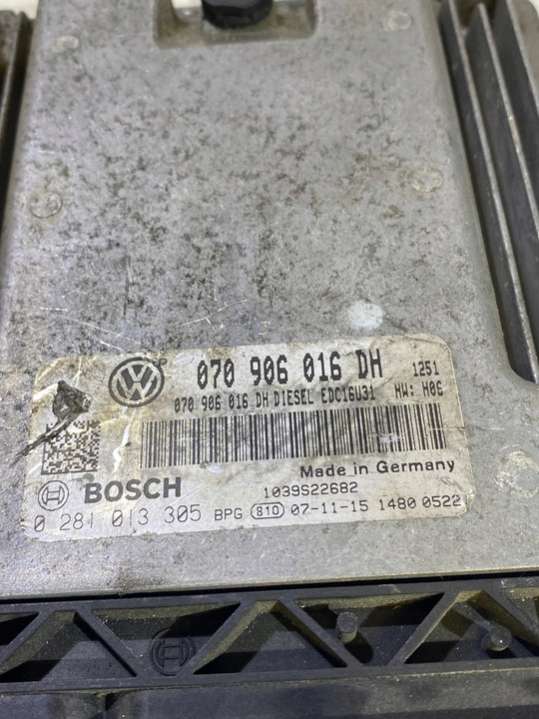 VW P 070 906 016 DH 1251
070 906 016 DH DIESEL EDC16U31 HW: H06
Made in Germany
BOSCH 1039S22682
0 281 013 305 BPG 810 07-11-15 1480 0522